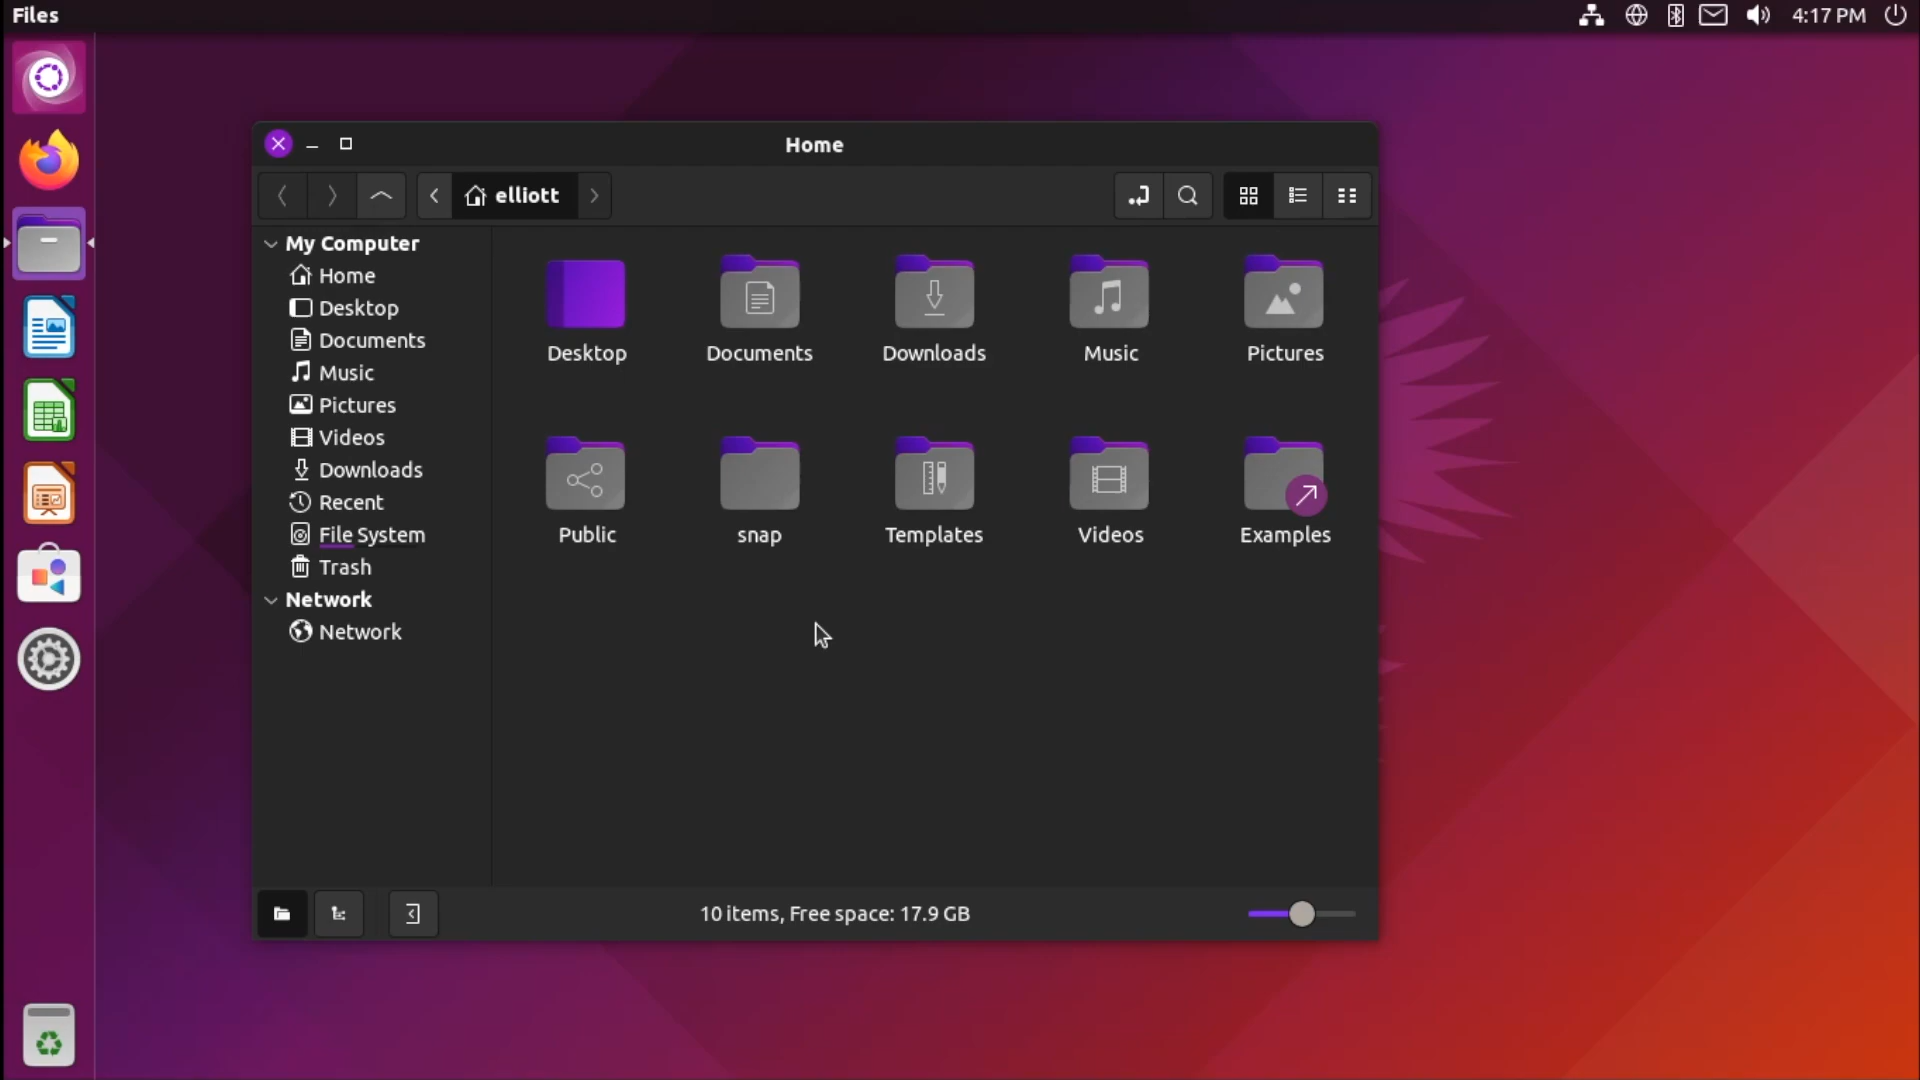 Files
4:17 PM
Home
elliott
My Computer
Home
Desktop
Documents
Music
Pictures
Videos
Downloads
Recent
File System
Trash
Network
Network
Desktop
Documents
Downloads
Music
Pictures
Public
snap
Templates
Videos
Examples
10 items, Free space: 17.9 GB